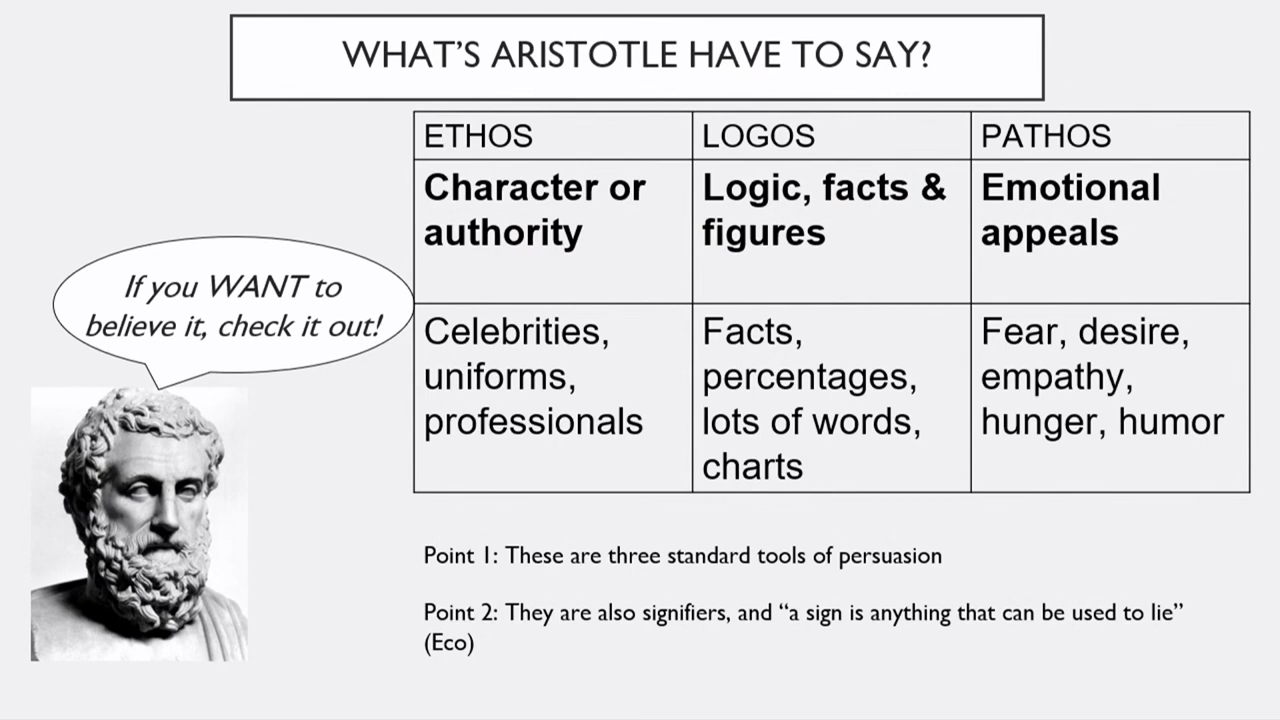 WHAT’S ARISTOTLE HAVE TO SAY?
ETHOS
LOGOS
PATHOS
Character or
authority
Logic, facts &
figures
Emotional
appeals
If you WANT to
believe it, check it out!
Celebrities,
uniforms,
professionals
Facts,
percentages,
lots of words,
charts
Fear, desire,
empathy,
hunger, humor
Point 1: These are three standard tools of persuasion
Point 2: They are also signifiers, and “a sign is anything that can be used to lie”
(Eco)